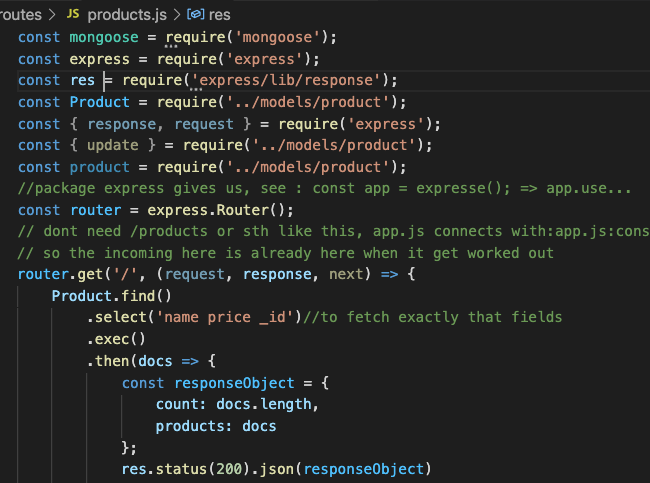 routes > JS products.js > res
const mongoose = require('mongoose');
const express = require('express');
const res = require('express/lib/response');
const Product = require('../models/product');
const { response, request } = require('express');
const { update } = require('../models/product');
const product = require('../models/product');
//package express gives us, see : const app = expresse(); => app.use...
const router = express.Router();
// dont need /products or sth like this, app.js connects with:app.js:cons
// so the incoming here is already here when it get worked out
router.get('/', (request, response, next) => {
Product.find()
.select('name price _id')//to fetch exactly that fields
.exec()
.then(docs => {
const responseObject = {
count: docs.length,
products: docs
};
res.status(200).json(responseObject)